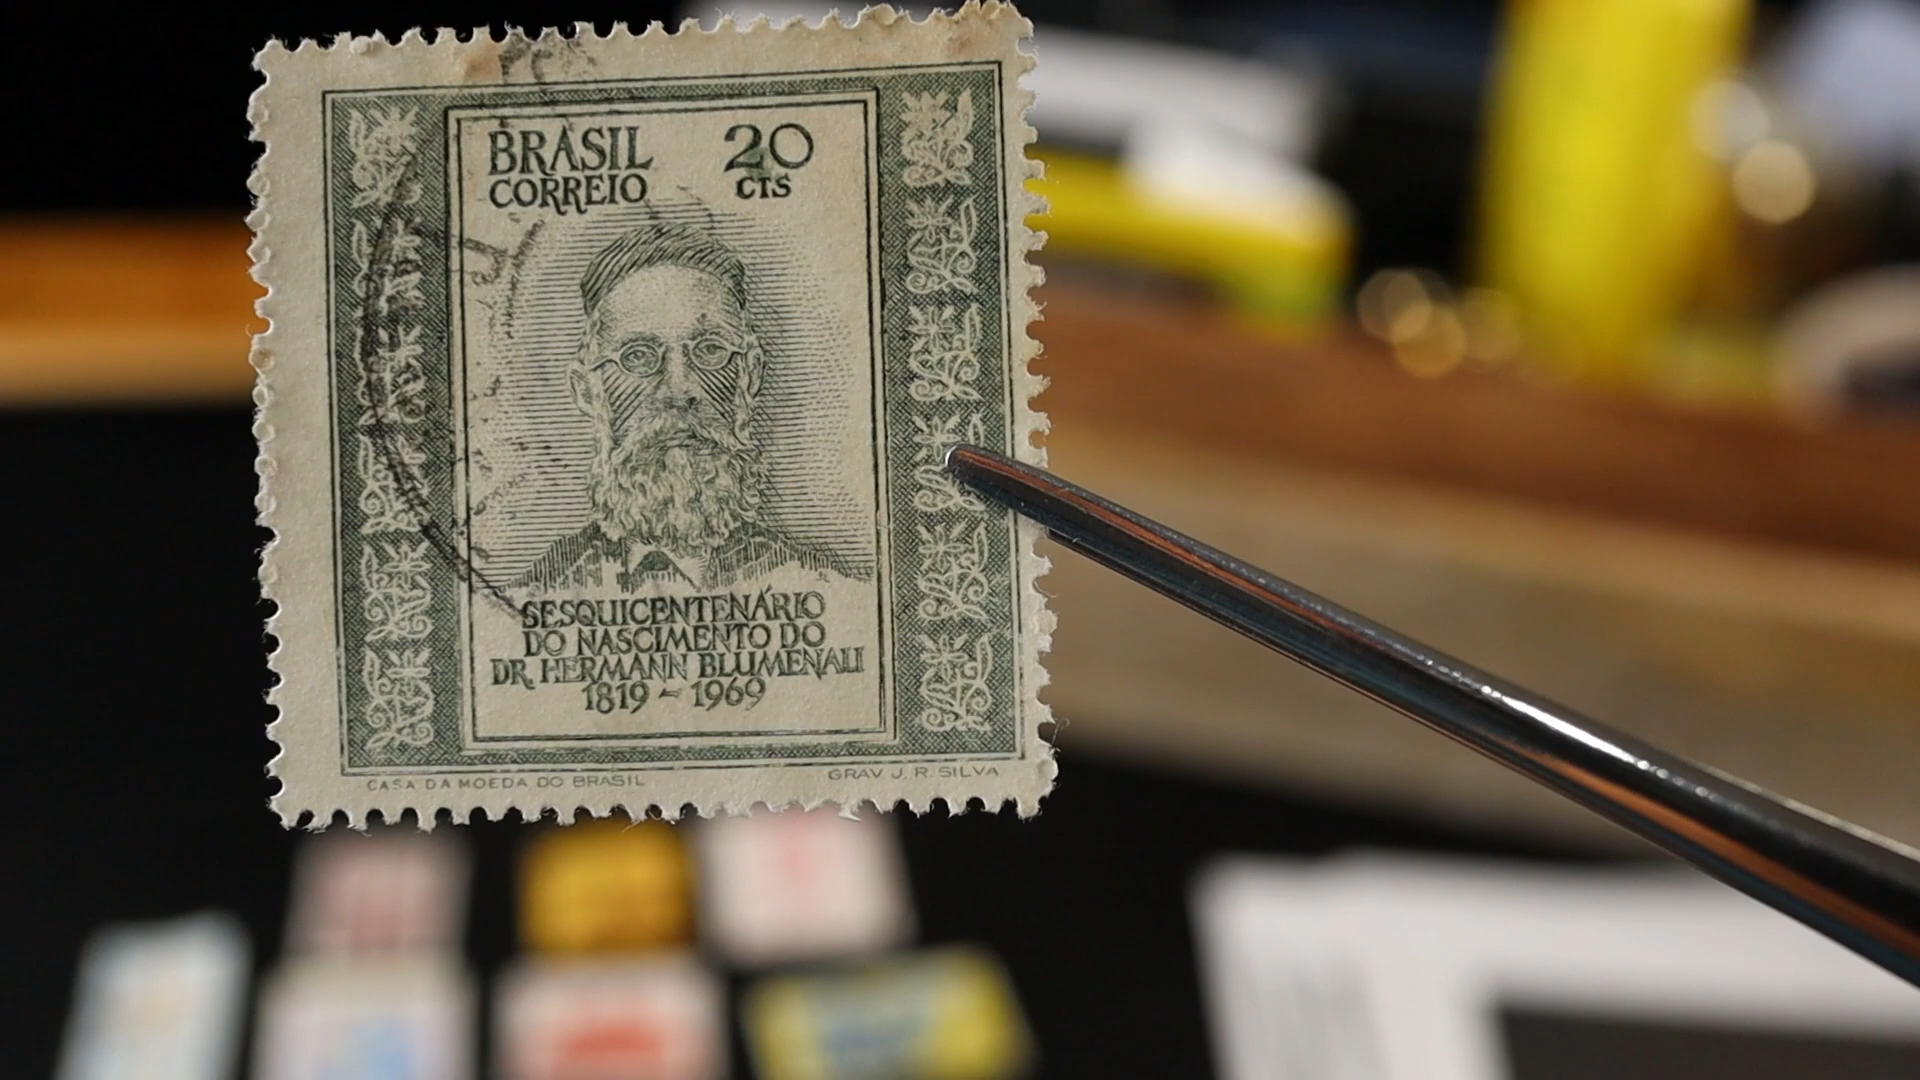 BRASIL
CORREIO
20
CTS
SESQUICENTENÁRIO
DO NASCIMENTO DO
DR. HERMANN BLUMENAU
1819 - 1969
CASA DA MOEDA DO BRASIL
GRAV J. R. SILVA